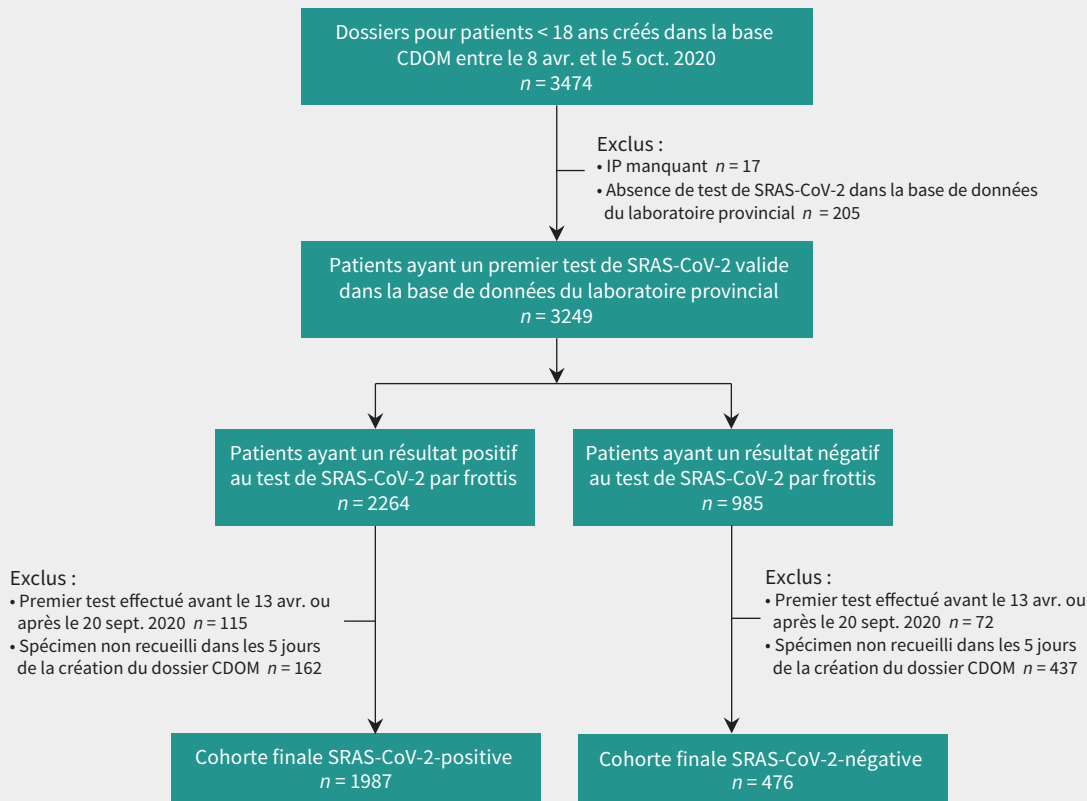 Dossiers pour patients < 18 ans créés dans la base
CDOM entre le 8 avr. et le 5 oct. 2020
n = 3474
Exclus :
• IP manquant n = 17
• Absence de test de SRAS-CoV-2 dans la base de données
du laboratoire provincial n = 205
Patients ayant un premier test de SRAS-CoV-2 valide
dans la base de données du laboratoire provincial
n = 3249
Patients ayant un résultat positif
au test de SRAS-CoV-2 par frottis
n = 2264
Patients ayant un résultat négatif
au test de SRAS-CoV-2 par frottis
n = 985
Exclus :
• Premier test effectué avant le 13 avr. ou
après le 20 sept. 2020 n = 115
• Spécimen non recueilli dans les 5 jours
de la création du dossier CDOM n = 162
Exclus :
• Premier test effectué avant le 13 avr. ou
après le 20 sept. 2020 n = 72
• Spécimen non recueilli dans les 5 jours
de la création du dossier CDOM n = 437
Cohorte finale SRAS-CoV-2-positive
n = 1987
Cohorte finale SRAS-CoV-2-négative
n = 476